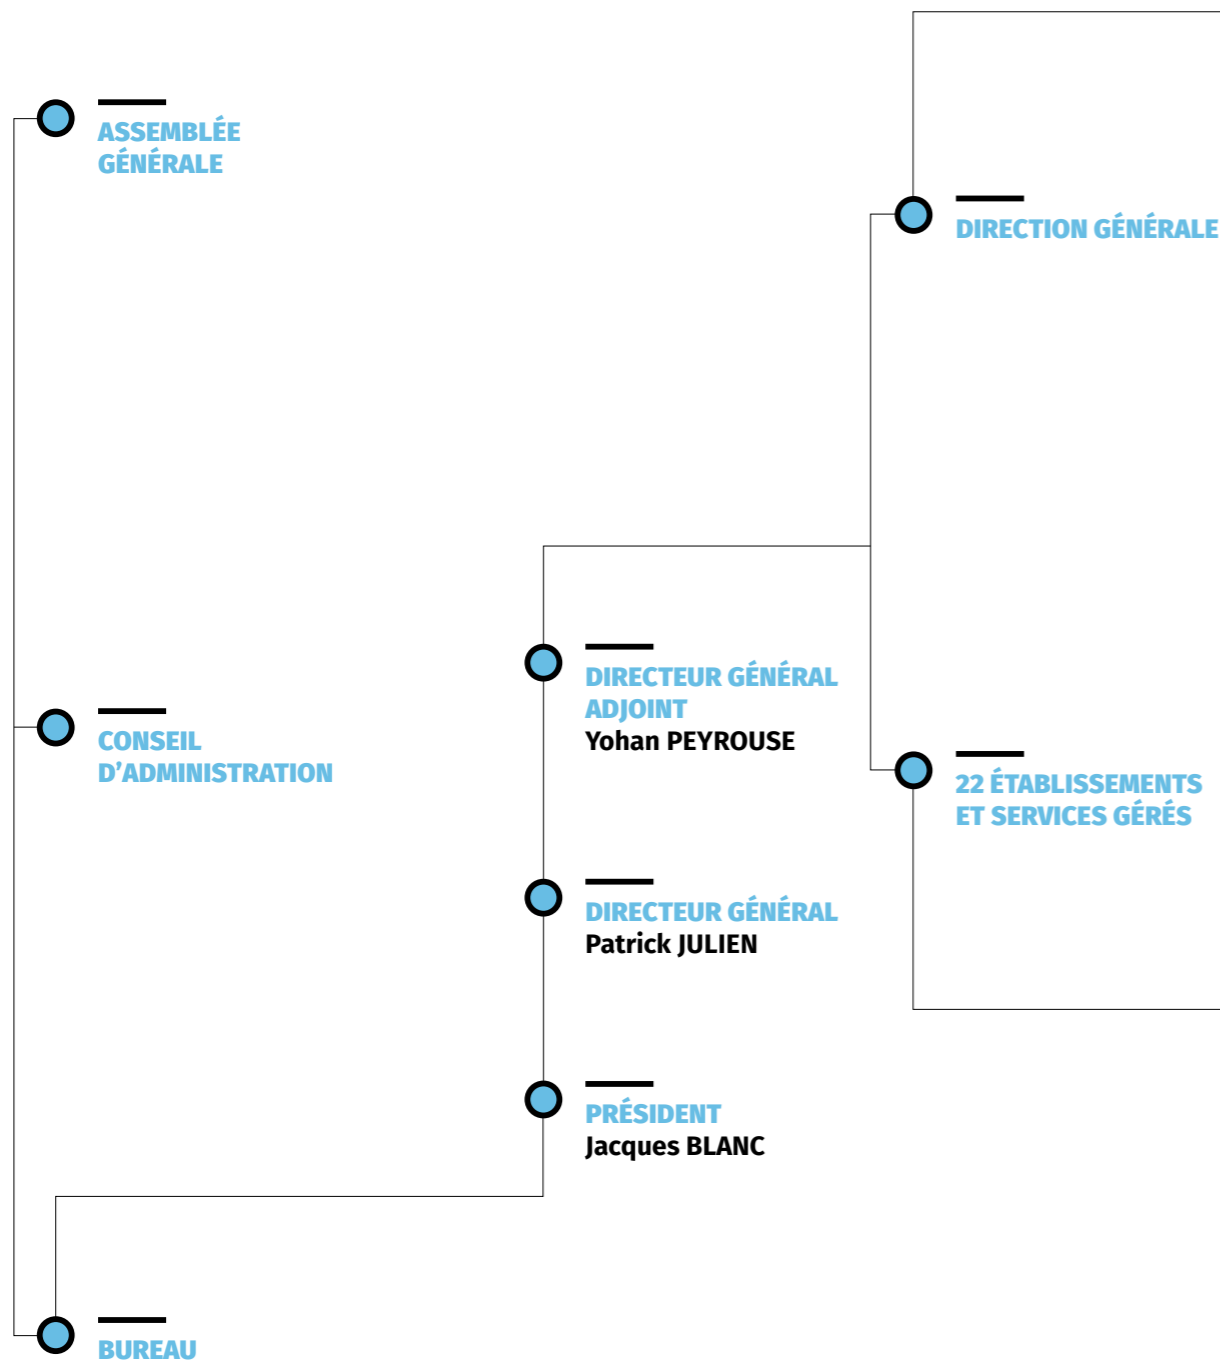 ASSEMBLÉE
GÉNÉRALE
CONSEIL
D’ADMINISTRATION
BUREAU
DIRECTEUR GÉNÉRAL
ADJOINT
Yohan PEYROUSE
DIRECTEUR GÉNÉRAL
Patrick JULIEN
PRÉSIDENT
Jacques BLANC
DIRECTION GÉNÉRALE
22 ÉTABLISSEMENTS
ET SERVICES GÉRÉS